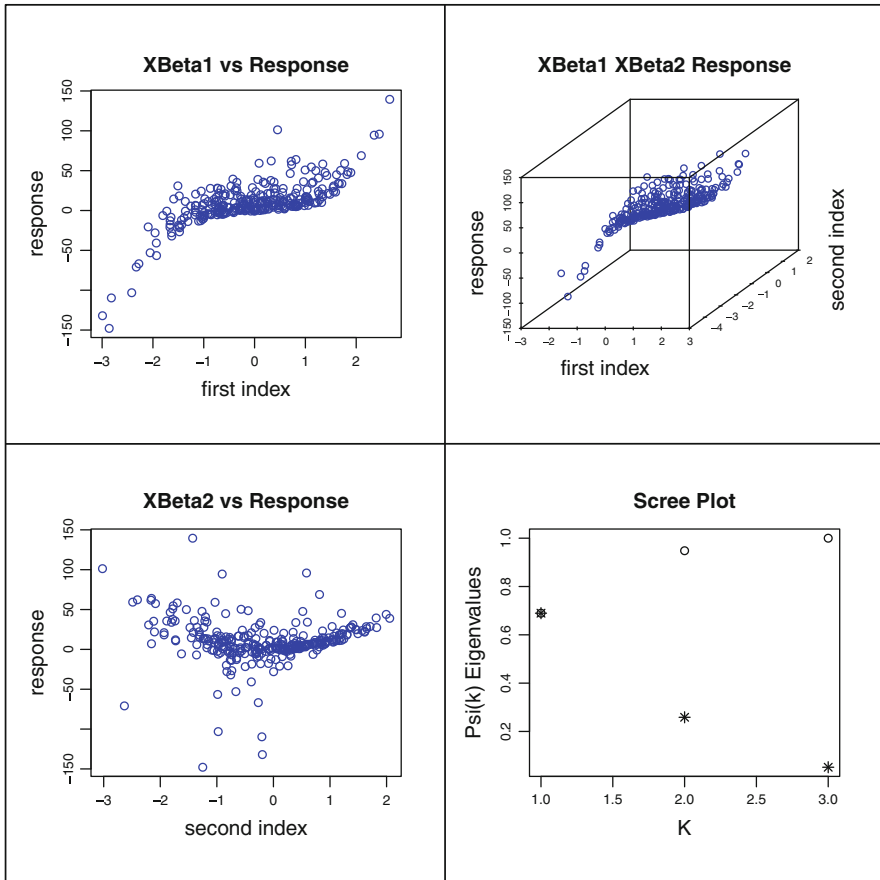 XBeta1 vs Response
response
150
100
50
0
−50
−150
−3 −2 −1 0 1 2
first index
XBeta1 XBeta2 Response
response
150
100
50
0
−50
−100
−150
−3 −2 −1 0 1 2 3
first index
−4 −3 −2 −1 0 1 2
second index
XBeta2 vs Response
response
150
100
50
0
−50
−150
−3 −2 −1 0 1 2
second index
Scree Plot
Psi(k) Eigenvalues
1.0
0.8
0.6
0.4
0.2
1.0 1.5 2.0 2.5 3.0
K